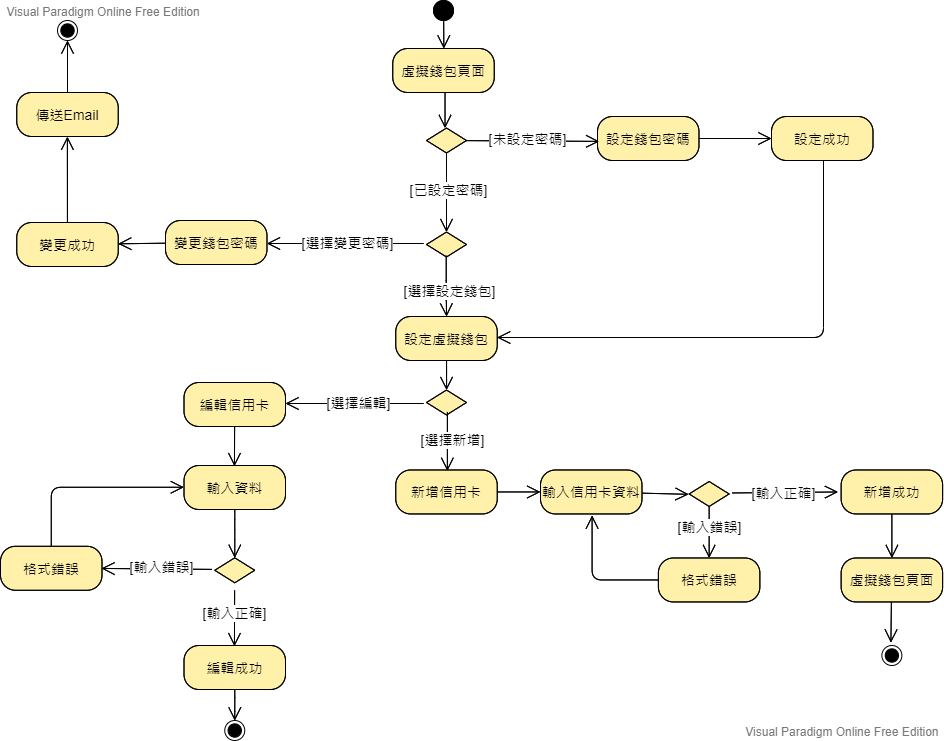 Visual Paradigm Online Free Edition
虛擬錢包頁面
傳送Email
[未設定密碼]
設定錢包密碼
設定成功
[已設定密碼]
變更成功
變更錢包密碼
[選擇變更密碼]
[選擇設定錢包]
設定虛擬錢包
編輯信用卡
[選擇編輯]
[選擇新增]
輸入資料
新增信用卡
輸入信用卡資料
[輸入正確]
新增成功
[輸入錯誤]
格式錯誤
[輸入錯誤]
格式錯誤
虛擬錢包頁面
[輸入正確]
編輯成功
Visual Paradigm Online Free Edition